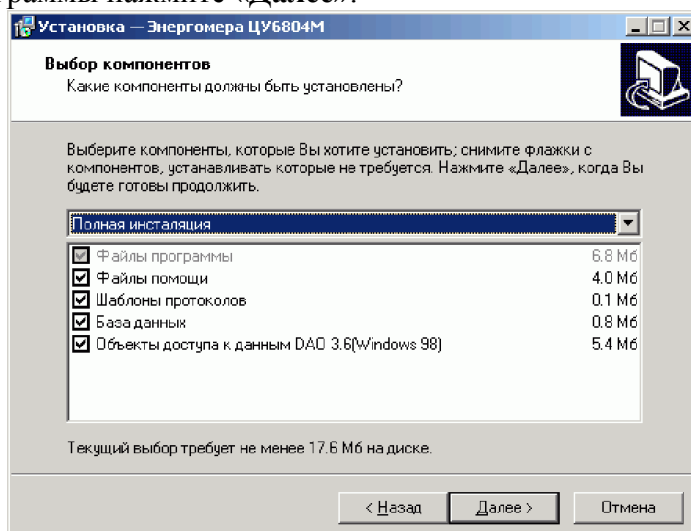 граммы нажмите «Далее».
Установка — Энергомера ЦУ6804М
Выбор компонентов
Какие компоненты должны быть установлены?
Выберите компоненты, которые Вы хотите установить; снимите флажки с
компонентов, устанавливать которые не требуется. Нажмите «Далее», когда Вы
будете готовы продолжить.
Полная инсталяция
Файлы программы 6.8 Мб
Файлы помощи 4.0 Мб
Шаблоны протоколов 0.1 Мб
База данных 0.8 Мб
Объекты доступа к данным DAO 3.6(Windows 98) 5.4 Мб
Текущий выбор требует не менее 17.6 Мб на диске.
< Назад Далее > Отмена